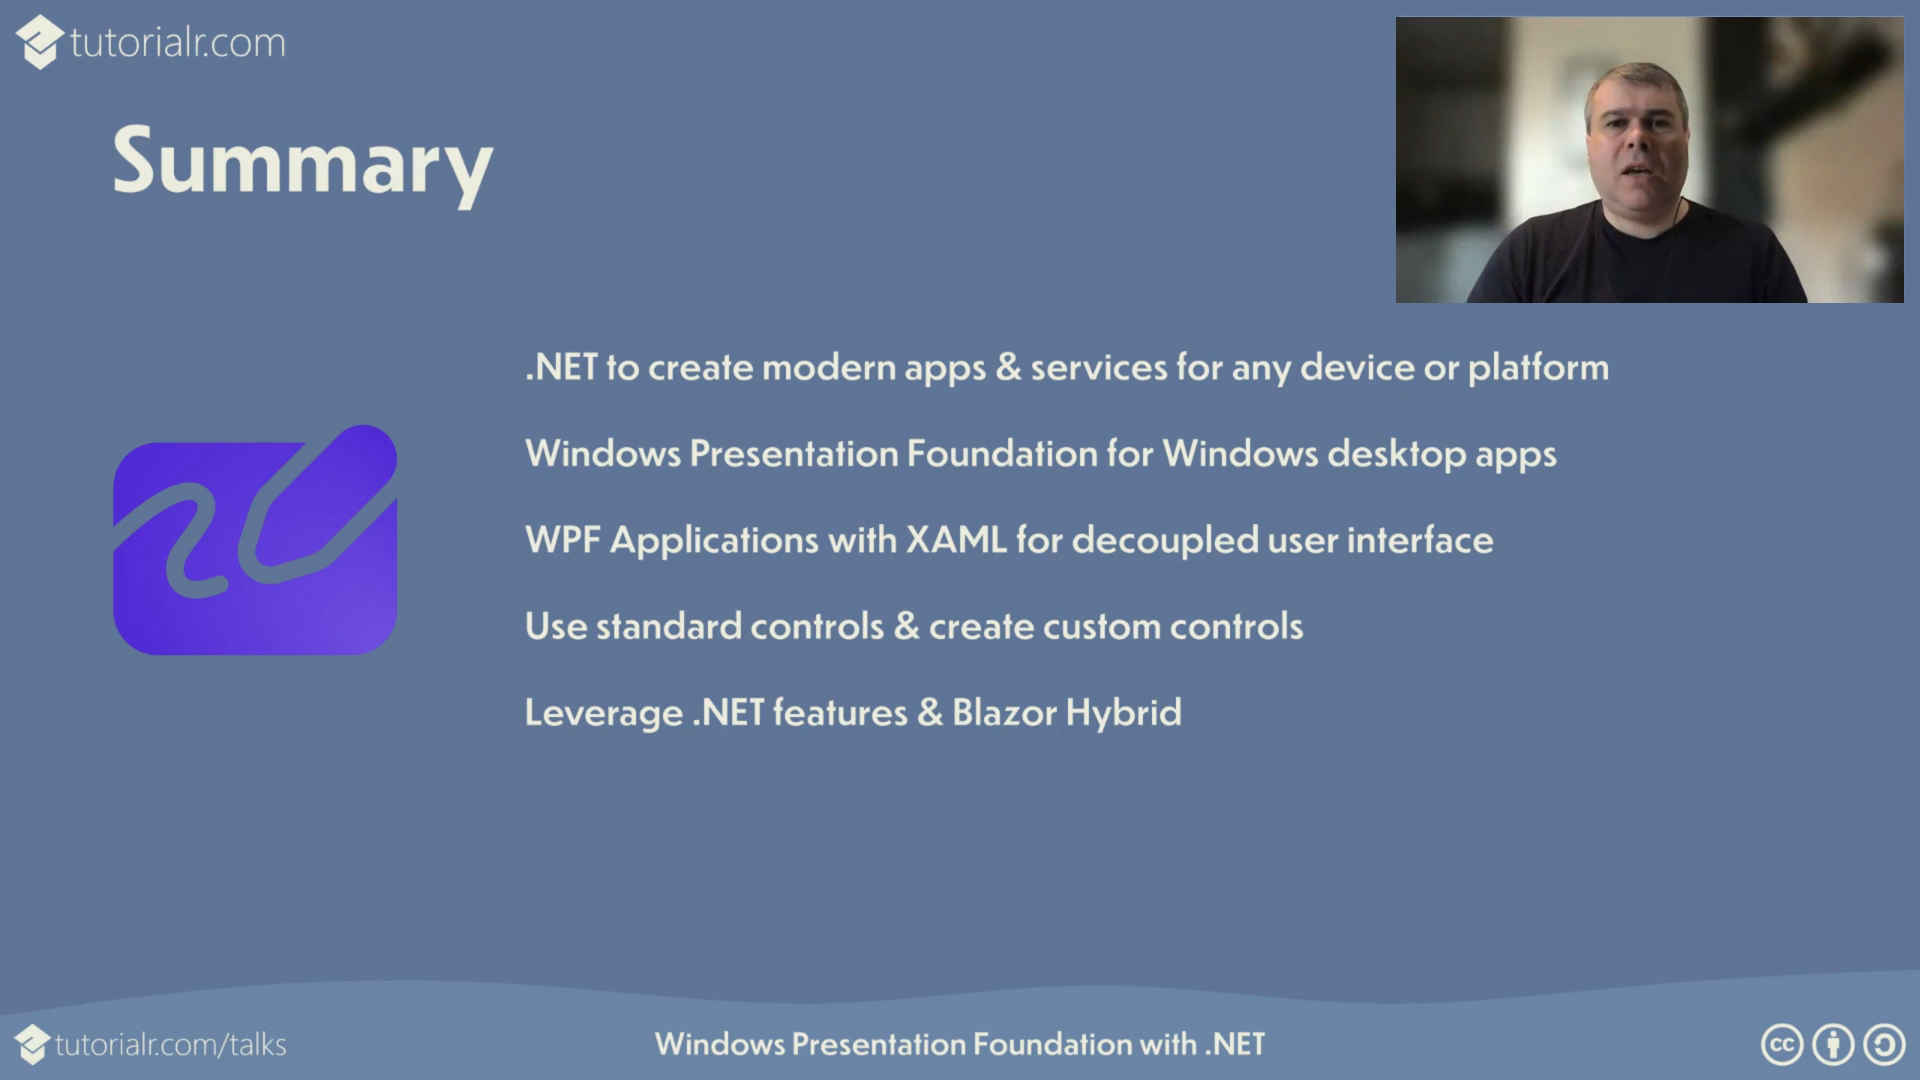 tutorialr.com
Summary
.NET to create modern apps & services for any device or platform
Windows Presentation Foundation for Windows desktop apps
WPF Applications with XAML for decoupled user interface
Use standard controls & create custom controls
Leverage .NET features & Blazor Hybrid
tutorialr.com/talks
Windows Presentation Foundation with .NET
cc